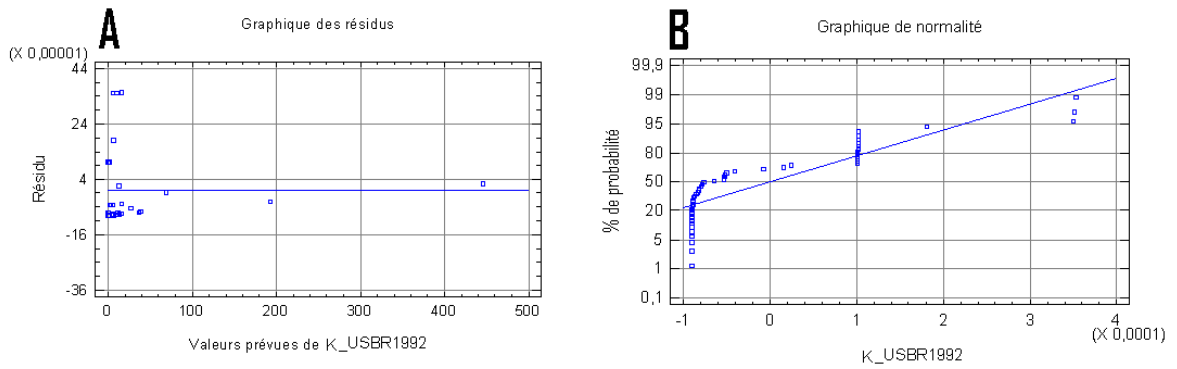 A
Graphique des résidus
(X 0,00001)
44
24
4
-16
-36
Résidu
0 100 200 300 400 500
Valeurs prévues de K_USBR1992
B
Graphique de normalité
99,9
99
95
80
50
20
5
1
0,1
% de probabilité
-1 0 1 2 3 4
(X 0,0001)
K_USBR1992